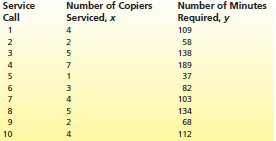 Service Number of Copiers Number of Minutes
Call Serviced, x Required, y
1 4 109
2 2 58
3 5 138
4 7 189
5 1 37
6 3 82
7 4 103
8 5 134
9 2 68
10 4 112